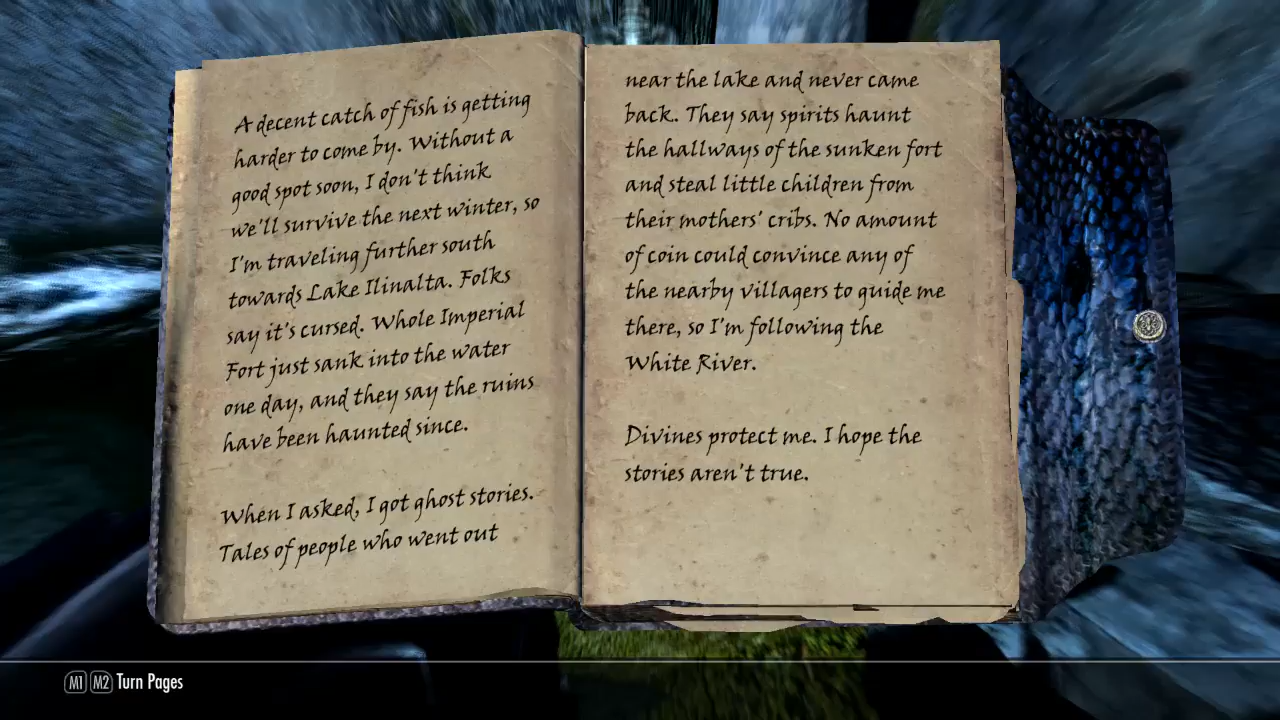 A decent catch of fish is getting
harder to come by. Without a
good spot soon, I don't think
we'll survive the next winter, so
I'm traveling further south
towards Lake Ilinalta. Folks
say it's cursed. Whole Imperial
Fort just sank into the water
one day, and they say the ruins
have been haunted since.
When I asked, I got ghost stories.
Tales of people who went out
near the lake and never came
back. They say spirits haunt
the hallways of the sunken fort
and steal little children from
their mothers' cribs. No amount
of coin could convince any of
the nearby villagers to guide me
there, so I'm following the
White River.
Divines protect me. I hope the
stories aren't true.
M1 M2 Turn Pages